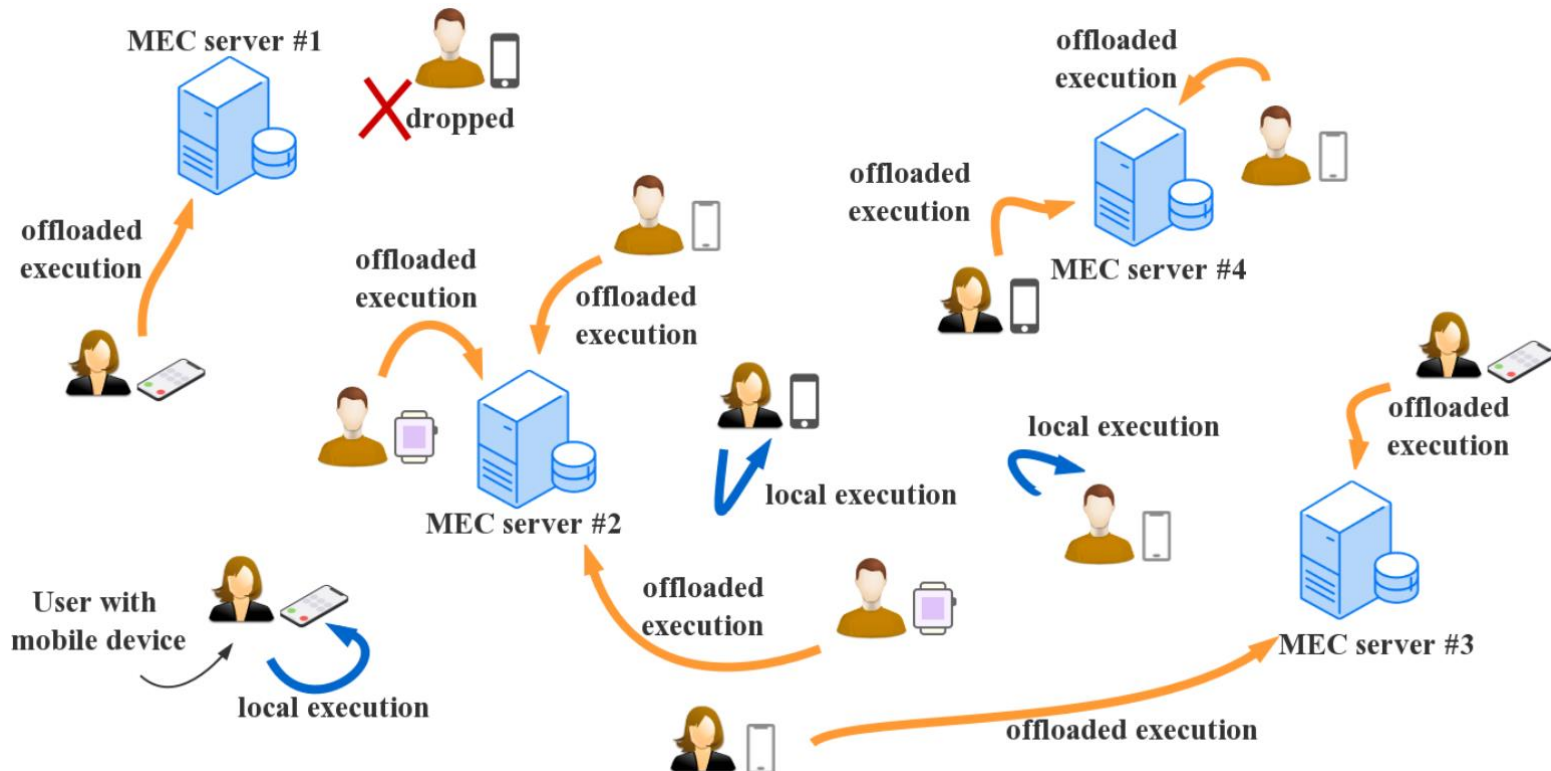 MEC server #1
dropped
offloaded
execution
offloaded
execution
MEC server #4
offloaded
execution
offloaded
execution
offloaded
execution
MEC server #2
local execution
local execution
offloaded
execution
MEC server #3
User with
mobile device
local execution
offloaded
execution
offloaded execution